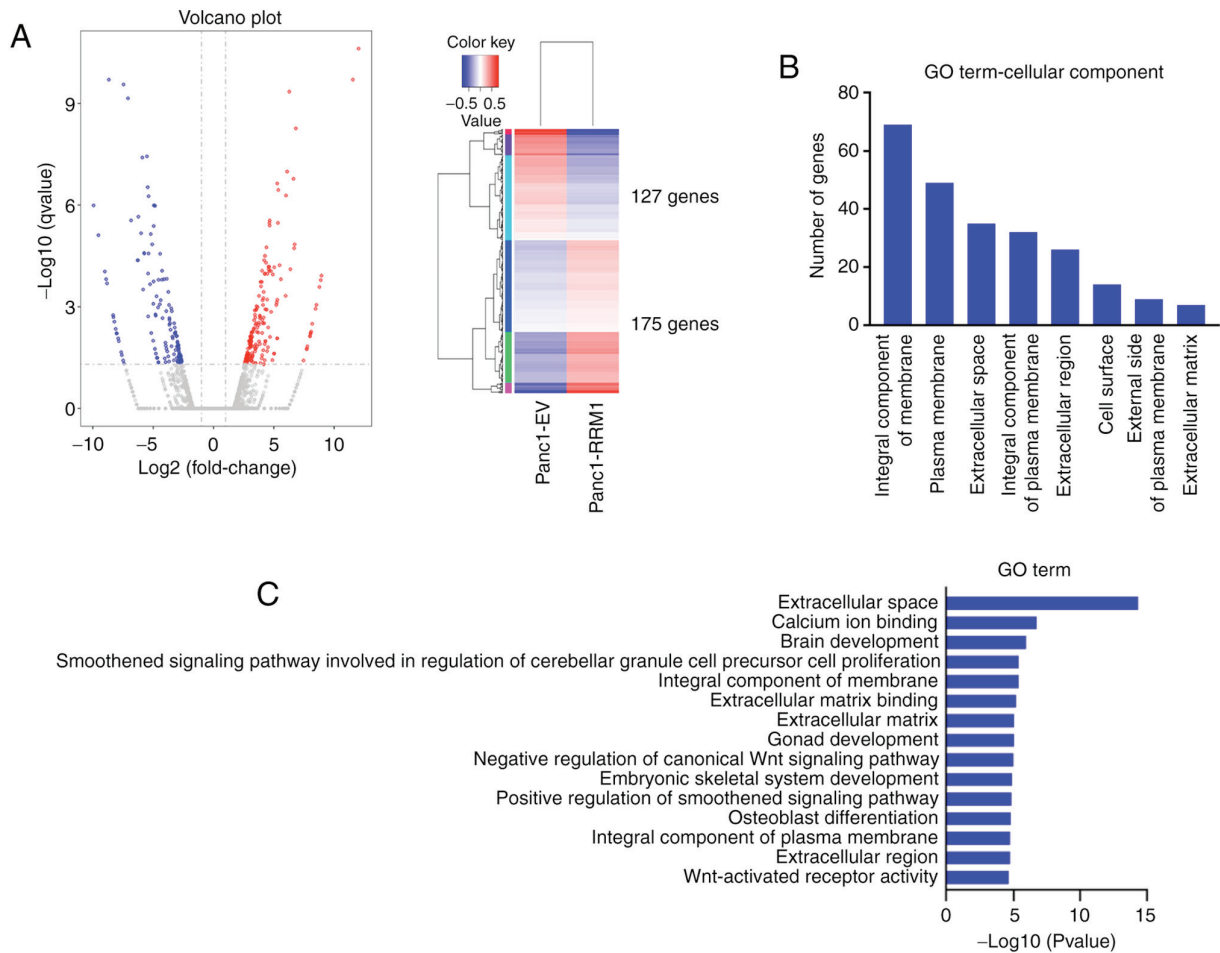 A
Volcano plot
−Log10 (qvalue)
9
6
3
0
−10
−5
0
5
10
Log2 (fold-change)
Color key
−0.5 0.5
Value
127 genes
175 genes
Panc1-EV
Panc1-RRM1
B
GO term-cellular component
Number of genes
80
60
40
20
0
Integral component
of membrane
Plasma membrane
Extracellular space
Integral component
of plasma membrane
Extracellular region
Cell surface
External side
of plasma membrane
Extracellular matrix
C
GO term
Extracellular space
Calcium ion binding
Brain development
Smoothened signaling pathway involved in regulation of cerebellar granule cell precursor cell proliferation
Integral component of membrane
Extracellular matrix binding
Extracellular matrix
Gonad development
Negative regulation of canonical Wnt signaling pathway
Embryonic skeletal system development
Positive regulation of smoothened signaling pathway
Osteoblast differentiation
Integral component of plasma membrane
Extracellular region
Wnt-activated receptor activity
0
5
10
15
−Log10 (Pvalue)